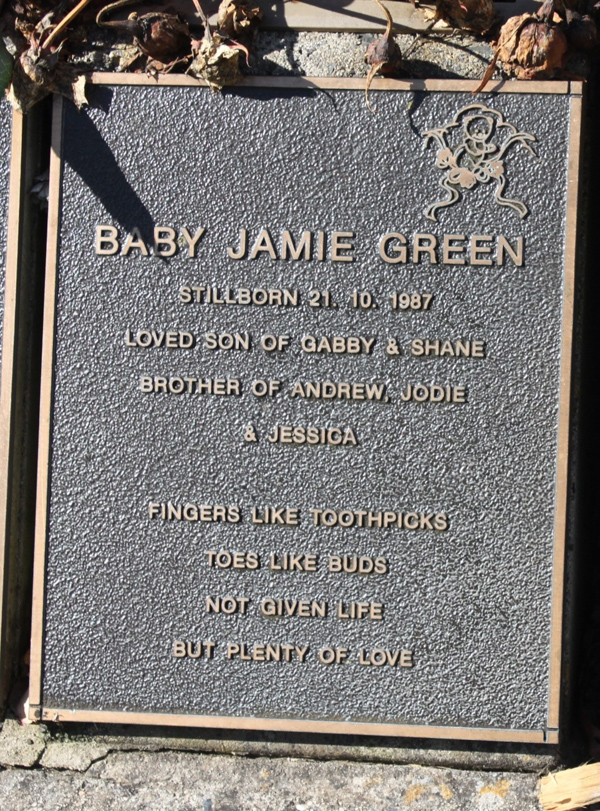 BABY JAMIE GREEN
STILLBORN 21. 10. 1987
LOVED SON OF GABBY & SHANE
BROTHER OF ANDREW, JODIE
& JESSICA
FINGERS LIKE TOOTHPICKS
TOES LIKE BUDS
NOT GIVEN LIFE
BUT PLENTY OF LOVE